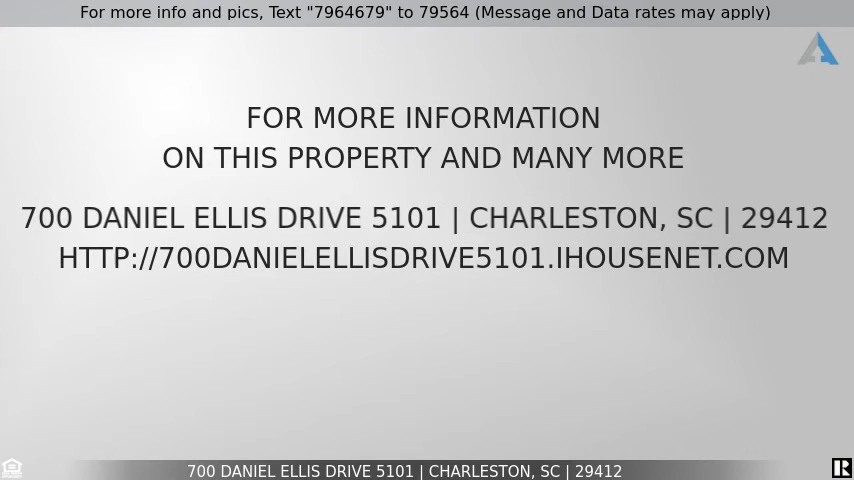 For more info and pics, Text "7964679" to 79564 (Message and Data rates may apply)
FOR MORE INFORMATION
ON THIS PROPERTY AND MANY MORE
700 DANIEL ELLIS DRIVE 5101 | CHARLESTON, SC | 29412
HTTP://700DANIELELLISDRIVE5101.IHOUSENET.COM
700 DANIEL ELLIS DRIVE 5101 | CHARLESTON, SC | 29412